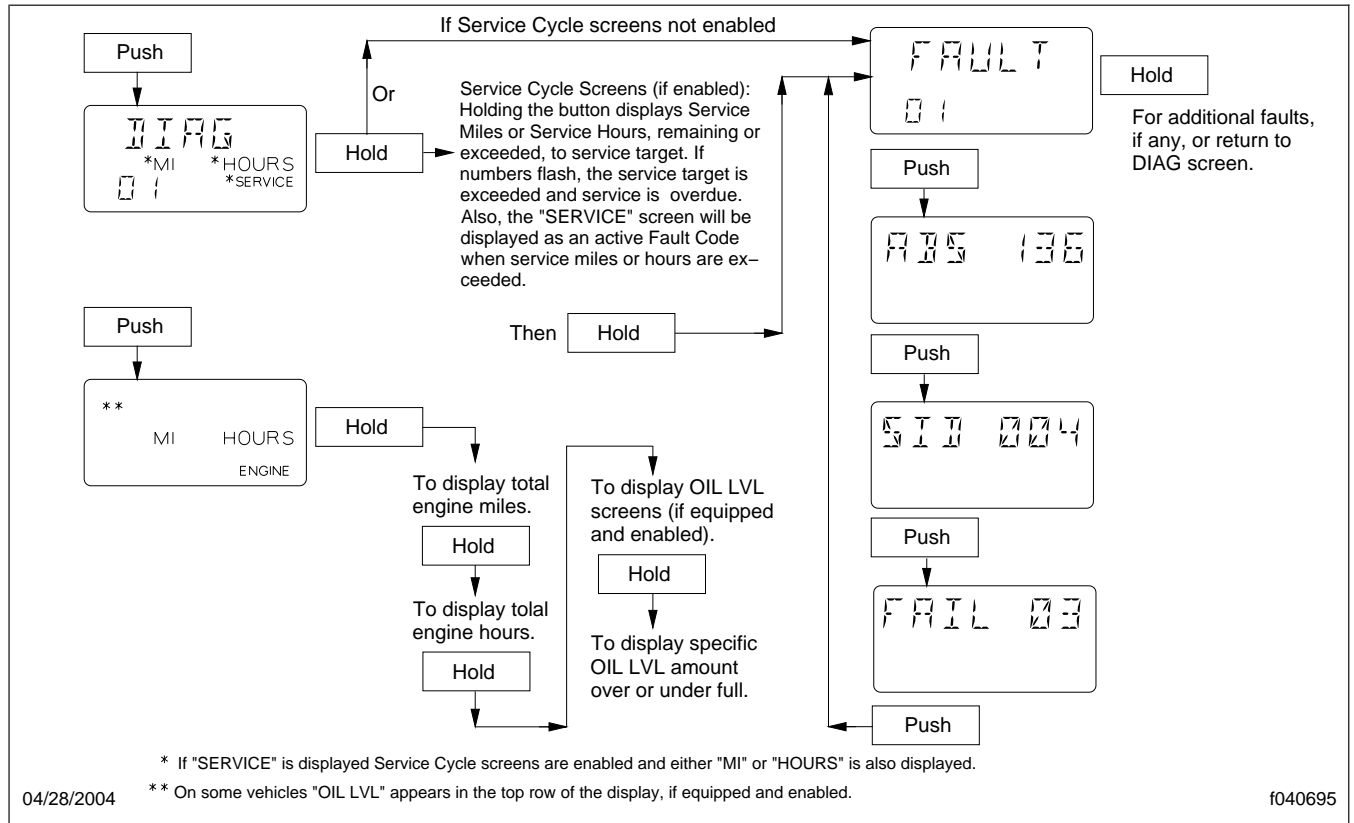 If Service Cycle screens not enabled
Push
DIAG
*MI *HOURS
*SERVICE
01
Or
Hold
Service Cycle Screens (if enabled):
Holding the button displays Service
Miles or Service Hours, remaining or
exceeded, to service target. If
numbers flash, the service target is
exceeded and service is overdue.
Also, the "SERVICE" screen will be
displayed as an active Fault Code
when service miles or hours are ex–
ceeded.
Then Hold
FAULT
01
Hold
For additional faults,
if any, or return to
DIAG screen.
Push
ABS 136
Push
SID 004
Push
FAIL 03
Push
Push
**
MI HOURS
ENGINE
Hold
To display total
engine miles.
Hold
To display tolal
engine hours.
Hold
To display OIL LVL
screens (if equipped
and enabled).
Hold
To display specific
OIL LVL amount
over or under full.
* If "SERVICE" is displayed Service Cycle screens are enabled and either "MI" or "HOURS" is also displayed.
** On some vehicles "OIL LVL" appears in the top row of the display, if equipped and enabled.
04/28/2004
f040695